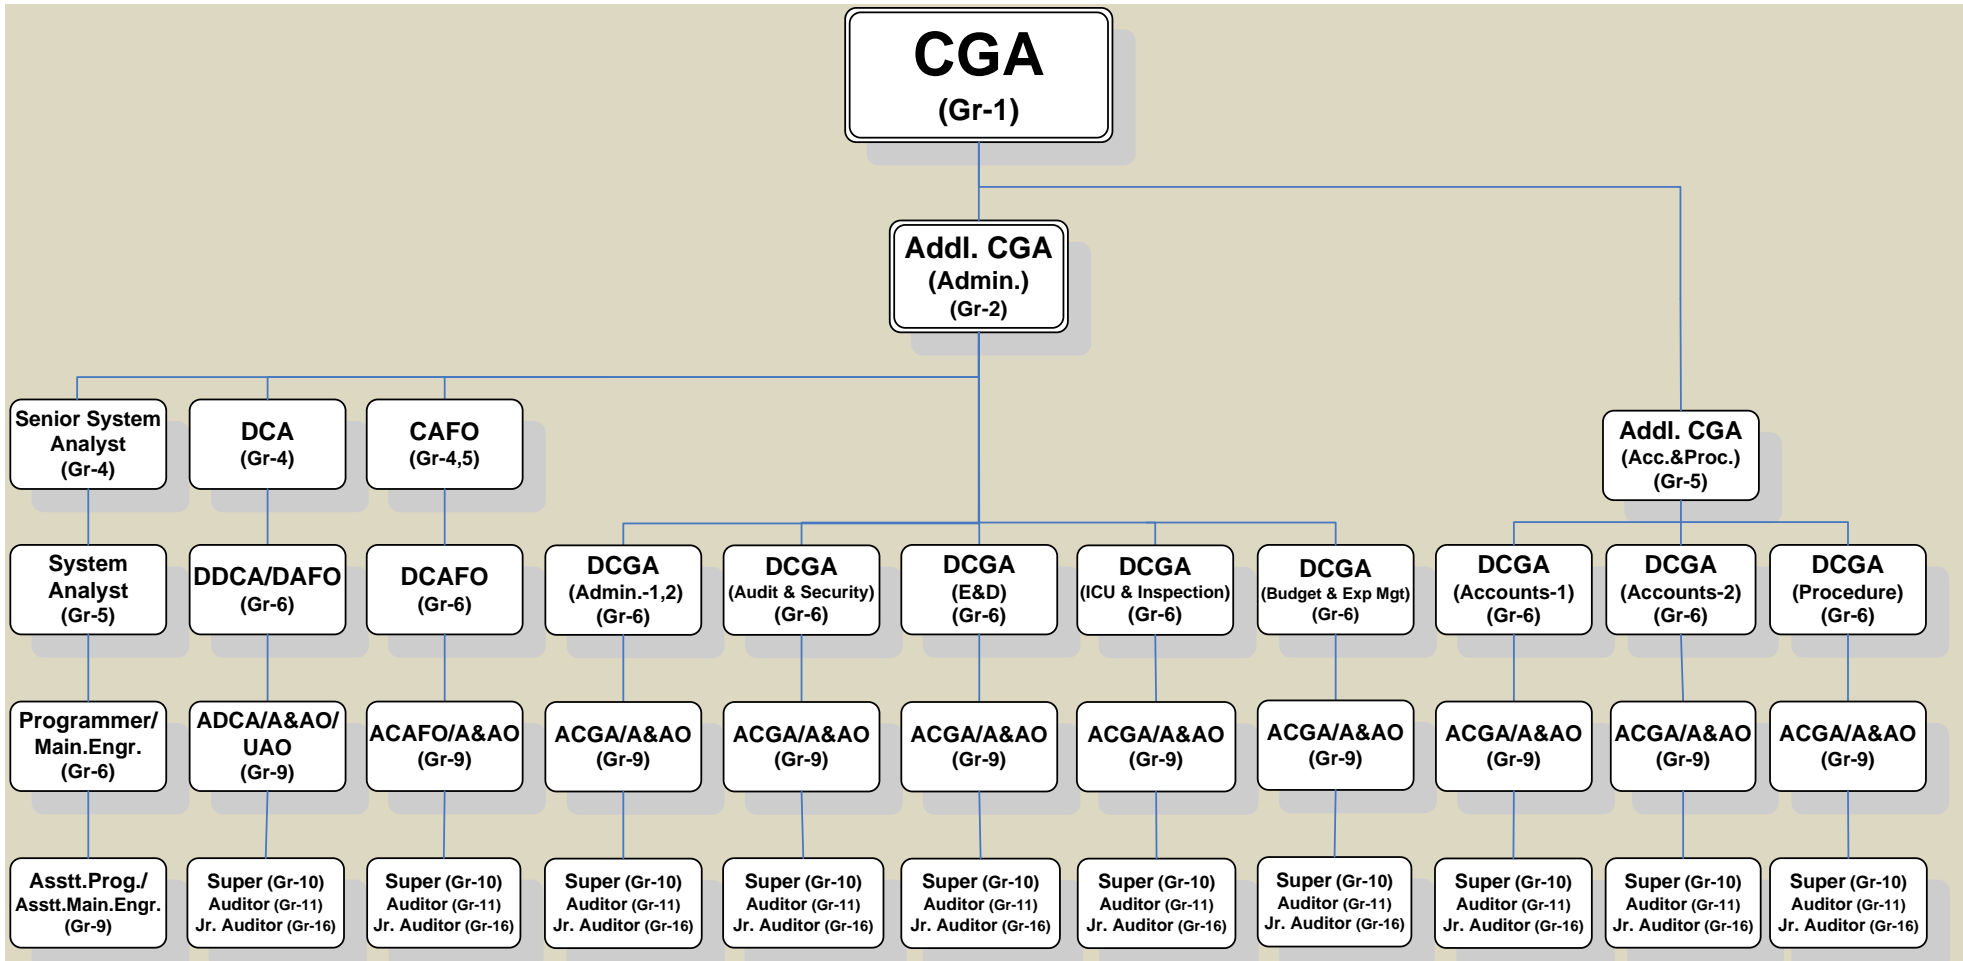 CGA
(Gr-1)
Addl. CGA
(Admin.)
(Gr-2)
Senior System
Analyst
(Gr-4)
DCA
(Gr-4)
CAFO
(Gr-4,5)
Addl. CGA
(Acc.&Proc.)
(Gr-5)
System
Analyst
(Gr-5)
DDCA/DAFO
(Gr-6)
DCAFO
(Gr-6)
DCGA
(Admin.-1,2)
(Gr-6)
DCGA
(Audit & Security)
(Gr-6)
DCGA
(E&D)
(Gr-6)
DCGA
(ICU & Inspection)
(Gr-6)
DCGA
(Budget & Exp Mgt)
(Gr-6)
DCGA
(Accounts-1)
(Gr-6)
DCGA
(Accounts-2)
(Gr-6)
DCGA
(Procedure)
(Gr-6)
Programmer/
Main.Engr.
(Gr-6)
ADCA/A&AO/
UAO
(Gr-9)
ACAFO/A&AO
(Gr-9)
ACGA/A&AO
(Gr-9)
ACGA/A&AO
(Gr-9)
ACGA/A&AO
(Gr-9)
ACGA/A&AO
(Gr-9)
ACGA/A&AO
(Gr-9)
ACGA/A&AO
(Gr-9)
ACGA/A&AO
(Gr-9)
ACGA/A&AO
(Gr-9)
Asstt.Prog./
Asstt.Main.Engr.
(Gr-9)
Super (Gr-10)
Auditor (Gr-11)
Jr. Auditor (Gr-16)
Super (Gr-10)
Auditor (Gr-11)
Jr. Auditor (Gr-16)
Super (Gr-10)
Auditor (Gr-11)
Jr. Auditor (Gr-16)
Super (Gr-10)
Auditor (Gr-11)
Jr. Auditor (Gr-16)
Super (Gr-10)
Auditor (Gr-11)
Jr. Auditor (Gr-16)
Super (Gr-10)
Auditor (Gr-11)
Jr. Auditor (Gr-16)
Super (Gr-10)
Auditor (Gr-11)
Jr. Auditor (Gr-16)
Super (Gr-10)
Auditor (Gr-11)
Jr. Auditor (Gr-16)
Super (Gr-10)
Auditor (Gr-11)
Jr. Auditor (Gr-16)
Super (Gr-10)
Auditor (Gr-11)
Jr. Auditor (Gr-16)